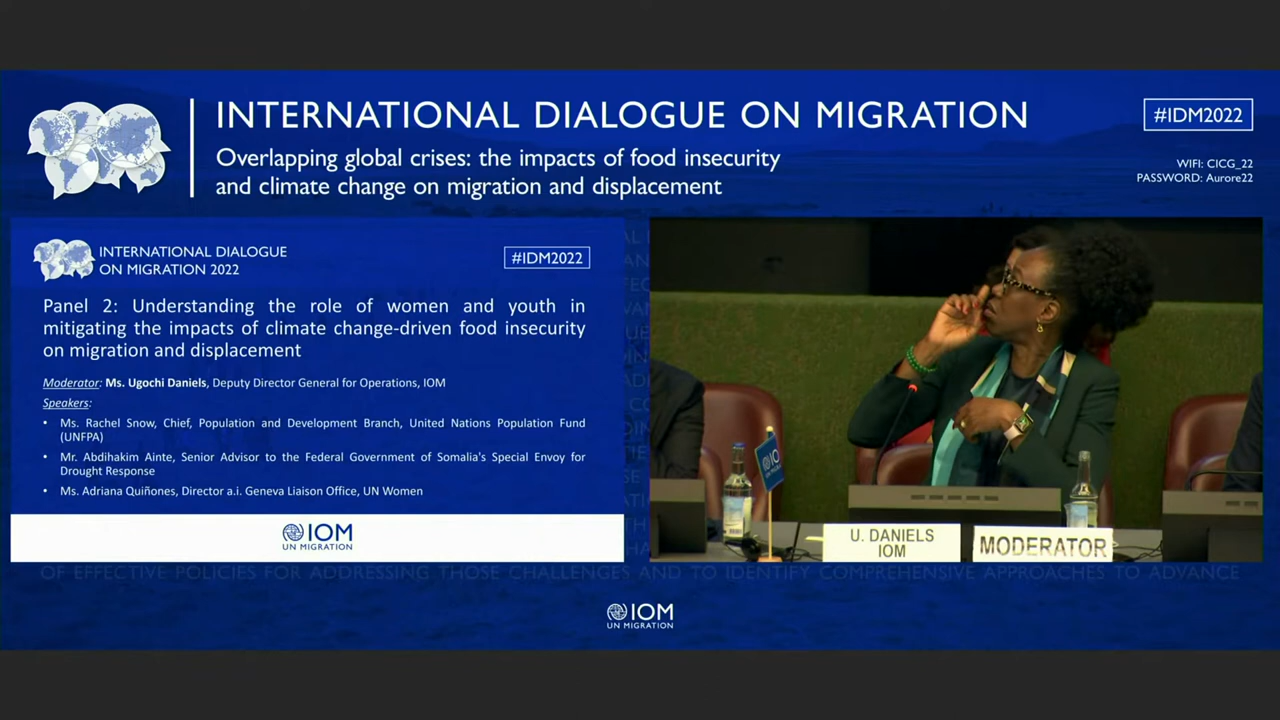 INTERNATIONAL DIALOGUE ON MIGRATION
Overlapping global crises: the impacts of food insecurity
and climate change on migration and displacement
#IDM2022
WIFI: CICG_22
PASSWORD: Aurore22
INTERNATIONAL DIALOGUE
ON MIGRATION 2022
#IDM2022
Panel 2: Understanding the role of women and youth in
mitigating the impacts of climate change-driven food insecurity
on migration and displacement
Moderator: Ms. Ugochi Daniels, Deputy Director General for Operations, IOM
Speakers:
• Ms. Rachel Snow, Chief, Population and Development Branch, United Nations Population Fund
(UNFPA)
• Mr. Abdihakim Ainte, Senior Advisor to the Federal Government of Somalia's Special Envoy for
Drought Response
• Ms. Adriana Quiñones, Director a.i. Geneva Liaison Office, UN Women
IOM
UN MIGRATION
U. DANIELS
IOM
MODERATOR
OF EFFECTIVE POLICIES FOR ADDRESSING THOSE CHALLENGES AND TO IDENTIFY COMPREHENSIVE APPROACHES TO ADVANCE
IOM
UN MIGRATION